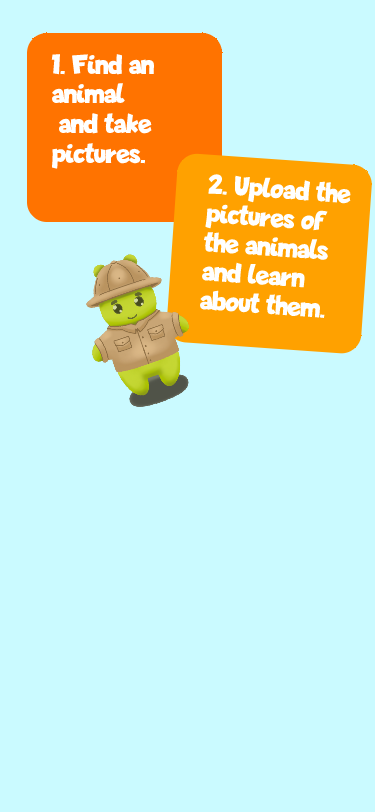 1. Find an
animal
and take
pictures.
2. Upload the
pictures of
the animals
and learn
about them.